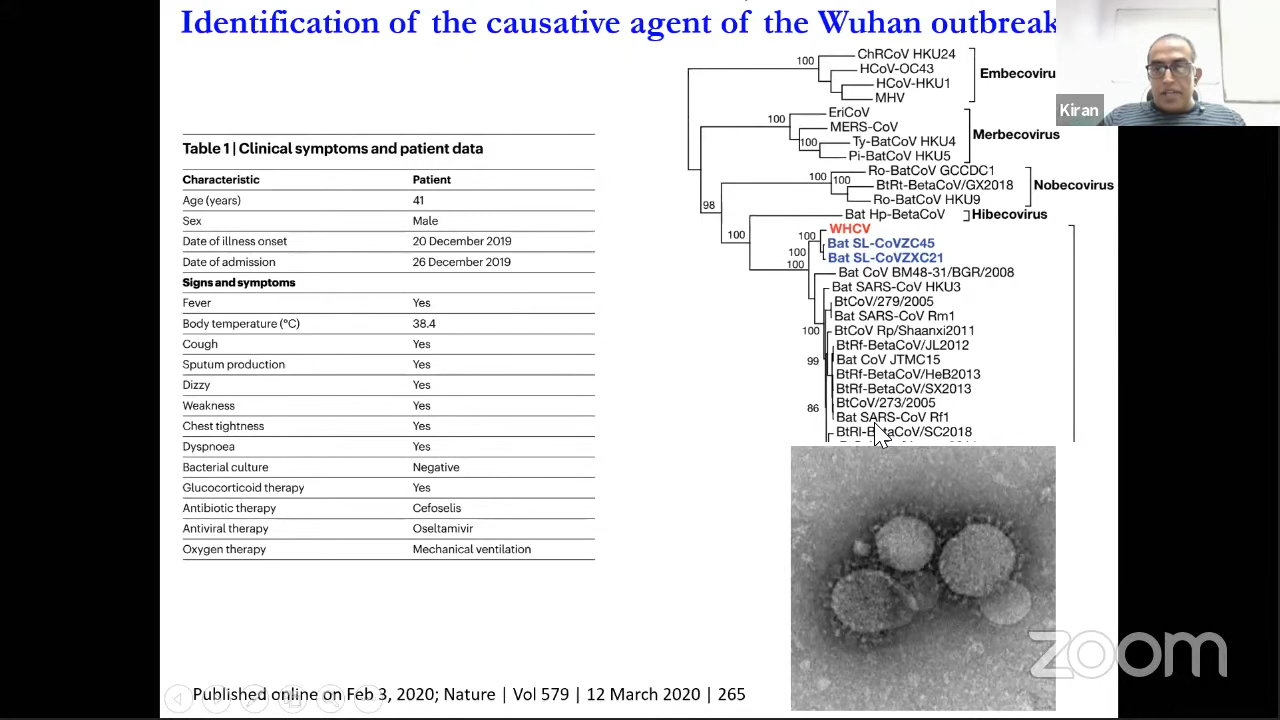 Identification of the causative agent of the Wuhan outbreak
Kiran
Table 1 | Clinical symptoms and patient data
Characteristic Patient
Age (years) 41
Sex Male
Date of illness onset 20 December 2019
Date of admission 26 December 2019
Signs and symptoms
Fever Yes
Body temperature (°C) 38.4
Cough Yes
Sputum production Yes
Dizzy Yes
Weakness Yes
Chest tightness Yes
Dyspnoea Yes
Bacterial culture Negative
Glucocorticoid therapy Yes
Antibiotic therapy Cefoselis
Antiviral therapy Oseltamivir
Oxygen therapy Mechanical ventilation
100 ChRCoV HKU24
HCoV-OC43
Embecoviru
HCoV-HKU1
MHV
EriCoV
100 MERS-CoV
Merbecovirus
100 Ty-BatCoV HKU4
Pi-BatCoV HKU5
Ro-BatCoV GCCDC1
100 100 BtRt-BetaCoV/GX2018 Nobecovirus
Ro-BatCoV HKU9
98
Bat Hp-BetaCoV Hibecovirus
100 100 WHCV
Bat SL-CoVZC45
100 Bat SL-CoVZXC21
100 Bat CoV BM48-31/BGR/2008
Bat SARS-CoV HKU3
BtCoV/279/2005
Bat SARS-CoV Rm1
100 BtCoV Rp/Shaanxi2011
BtRf-BetaCoV/JL2012
99 Bat CoV JTMC15
BtRf-BetaCoV/HeB2013
BtRf-BetaCoV/SX2013
86 BtCoV/273/2005
Bat SARS-CoV Rf1
BtRl-BetaCoV/SC2018
zoom
Published online on Feb 3, 2020; Nature | Vol 579 | 12 March 2020 | 265